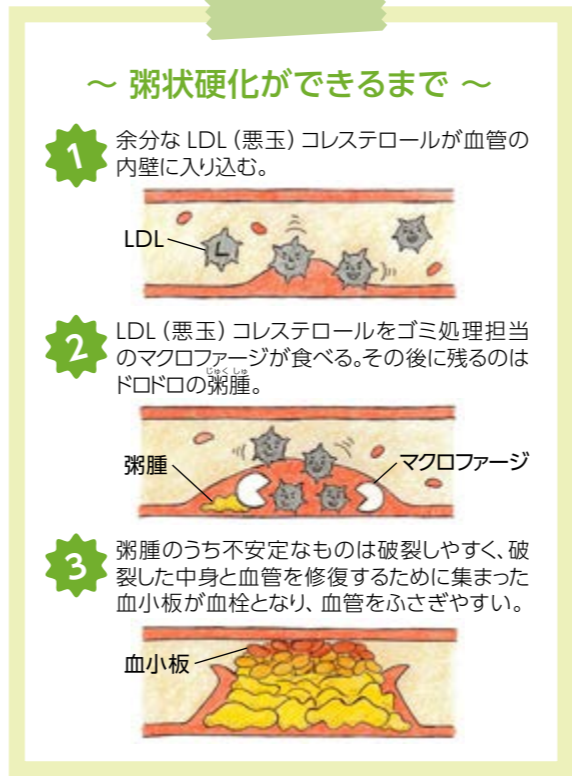 ～ 粥状硬化ができるまで ～
1
余分な LDL（悪玉）コレステロールが血管の
内壁に入り込む。
LDL
L
2
LDL（悪玉）コレステロールをゴミ処理担当
のマクロファージが食べる。その後に残るのは
じゅくしゅ
ドロドロの粥腫。
粥腫
マクロファージ
3
粥腫のうち不安定なものは破裂しやすく、破
裂した中身と血管を修復するために集まった
血小板が血栓となり、血管をふさぎやすい。
血小板